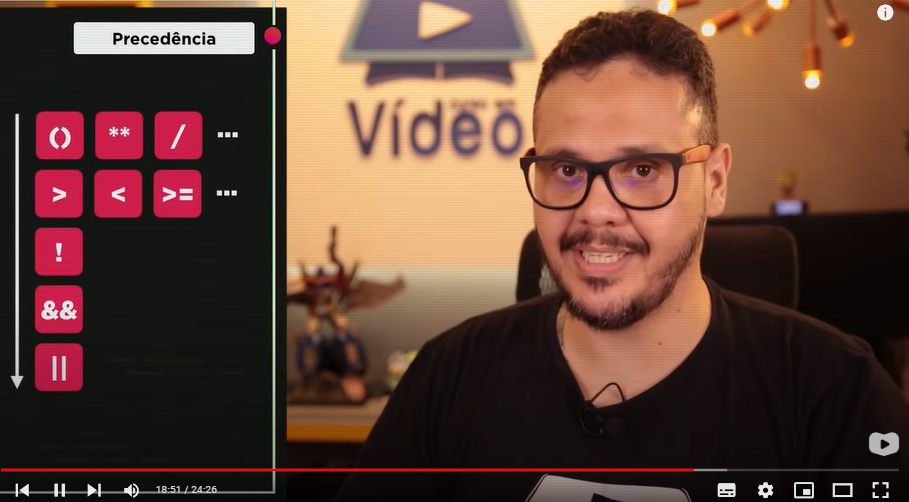 Precedência
() ** / ...
> < >= ...
!
&&
||
Vídeo
18:51 / 24:26